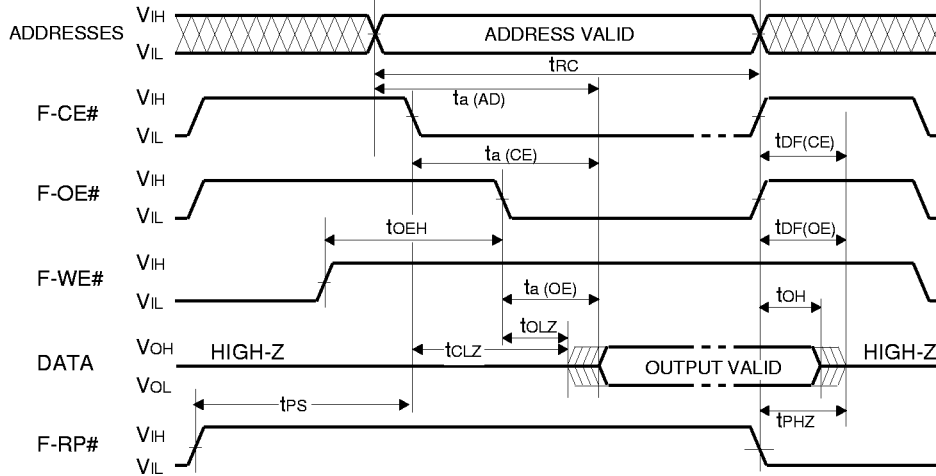 ADDRESSES VIH VIL ADDRESS VALID
tRC
ta (AD)
F-CE# VIH VIL
tDF(CE)
ta (CE)
F-OE# VIH VIL
tOEH
tDF(OE)
F-WE# VIH VIL
ta (OE)
tOH
tOLZ
DATA VOH VOL HIGH-Z tCLZ OUTPUT VALID HIGH-Z
tPS
tPHZ
F-RP# VIH VIL